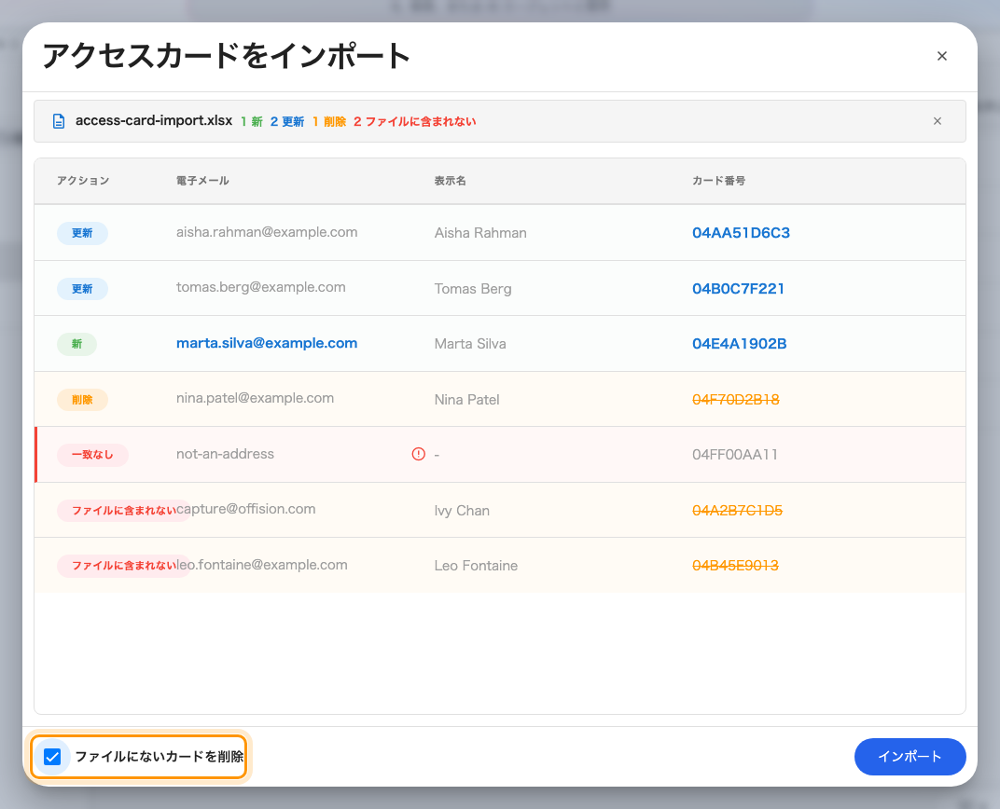 アクセスカードをインポート
access-card-import.xlsx 1 新 2 更新 1 削除 2 ファイルに含まれない
アクション 電子メール 表示名 カード番号
更新 aisha.rahman@example.com Aisha Rahman 04AA51D6C3
更新 tomas.berg@example.com Tomas Berg 04B0C7F221
新 marta.silva@example.com Marta Silva 04E4A1902B
削除 nina.patel@example.com Nina Patel 04F70D2B18
一致なし not-an-address - 04FF00AA11
ファイルに含まれない capture@offision.com Ivy Chan 04A2B7C1D5
ファイルに含まれない leo.fontaine@example.com Leo Fontaine 04B45E9013
ファイルにないカードを削除 インポート